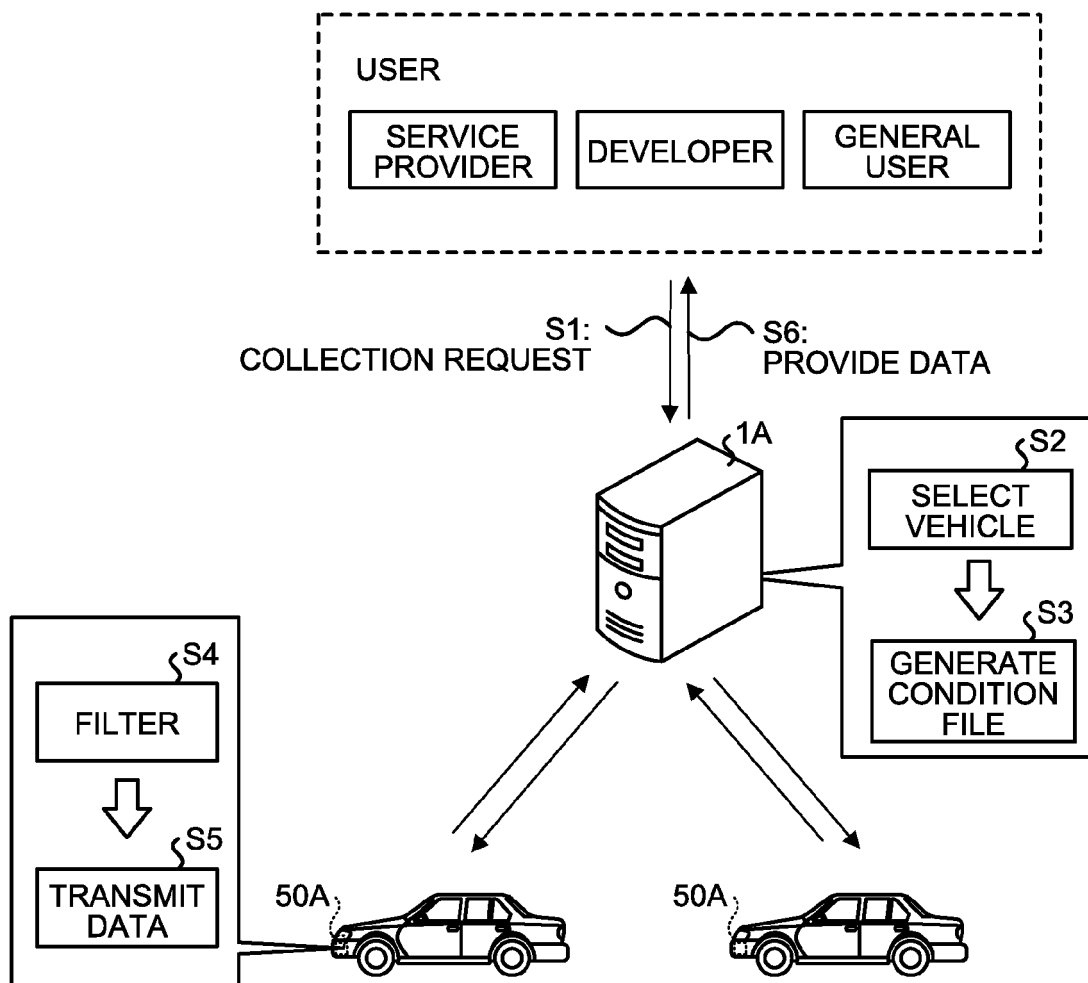 USER
SERVICE
PROVIDER
DEVELOPER
GENERAL
USER
S1:
COLLECTION REQUEST
S6:
PROVIDE DATA
1A
S2
SELECT
VEHICLE
S3
GENERATE
CONDITION
FILE
S4
FILTER
S5
TRANSMIT
DATA
50A
50A